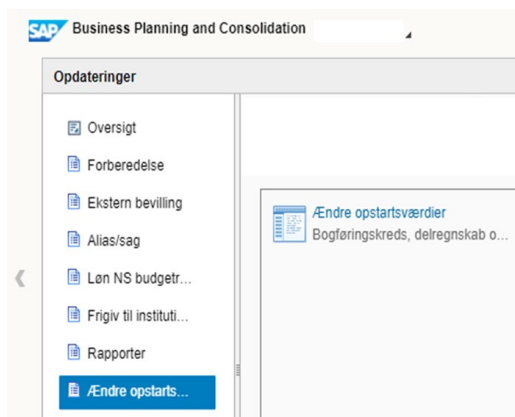 SAP Business Planning and Consolidation
Opdateringer
Oversigt
Forberedelse
Ekstern bevilling
Alias/sag
Løn NS budgetr...
Frigiv til instituti...
Rapporter
Ændre opstarts...
Ændre opstartsværdier
Bogføringskreds, delregnskab o...